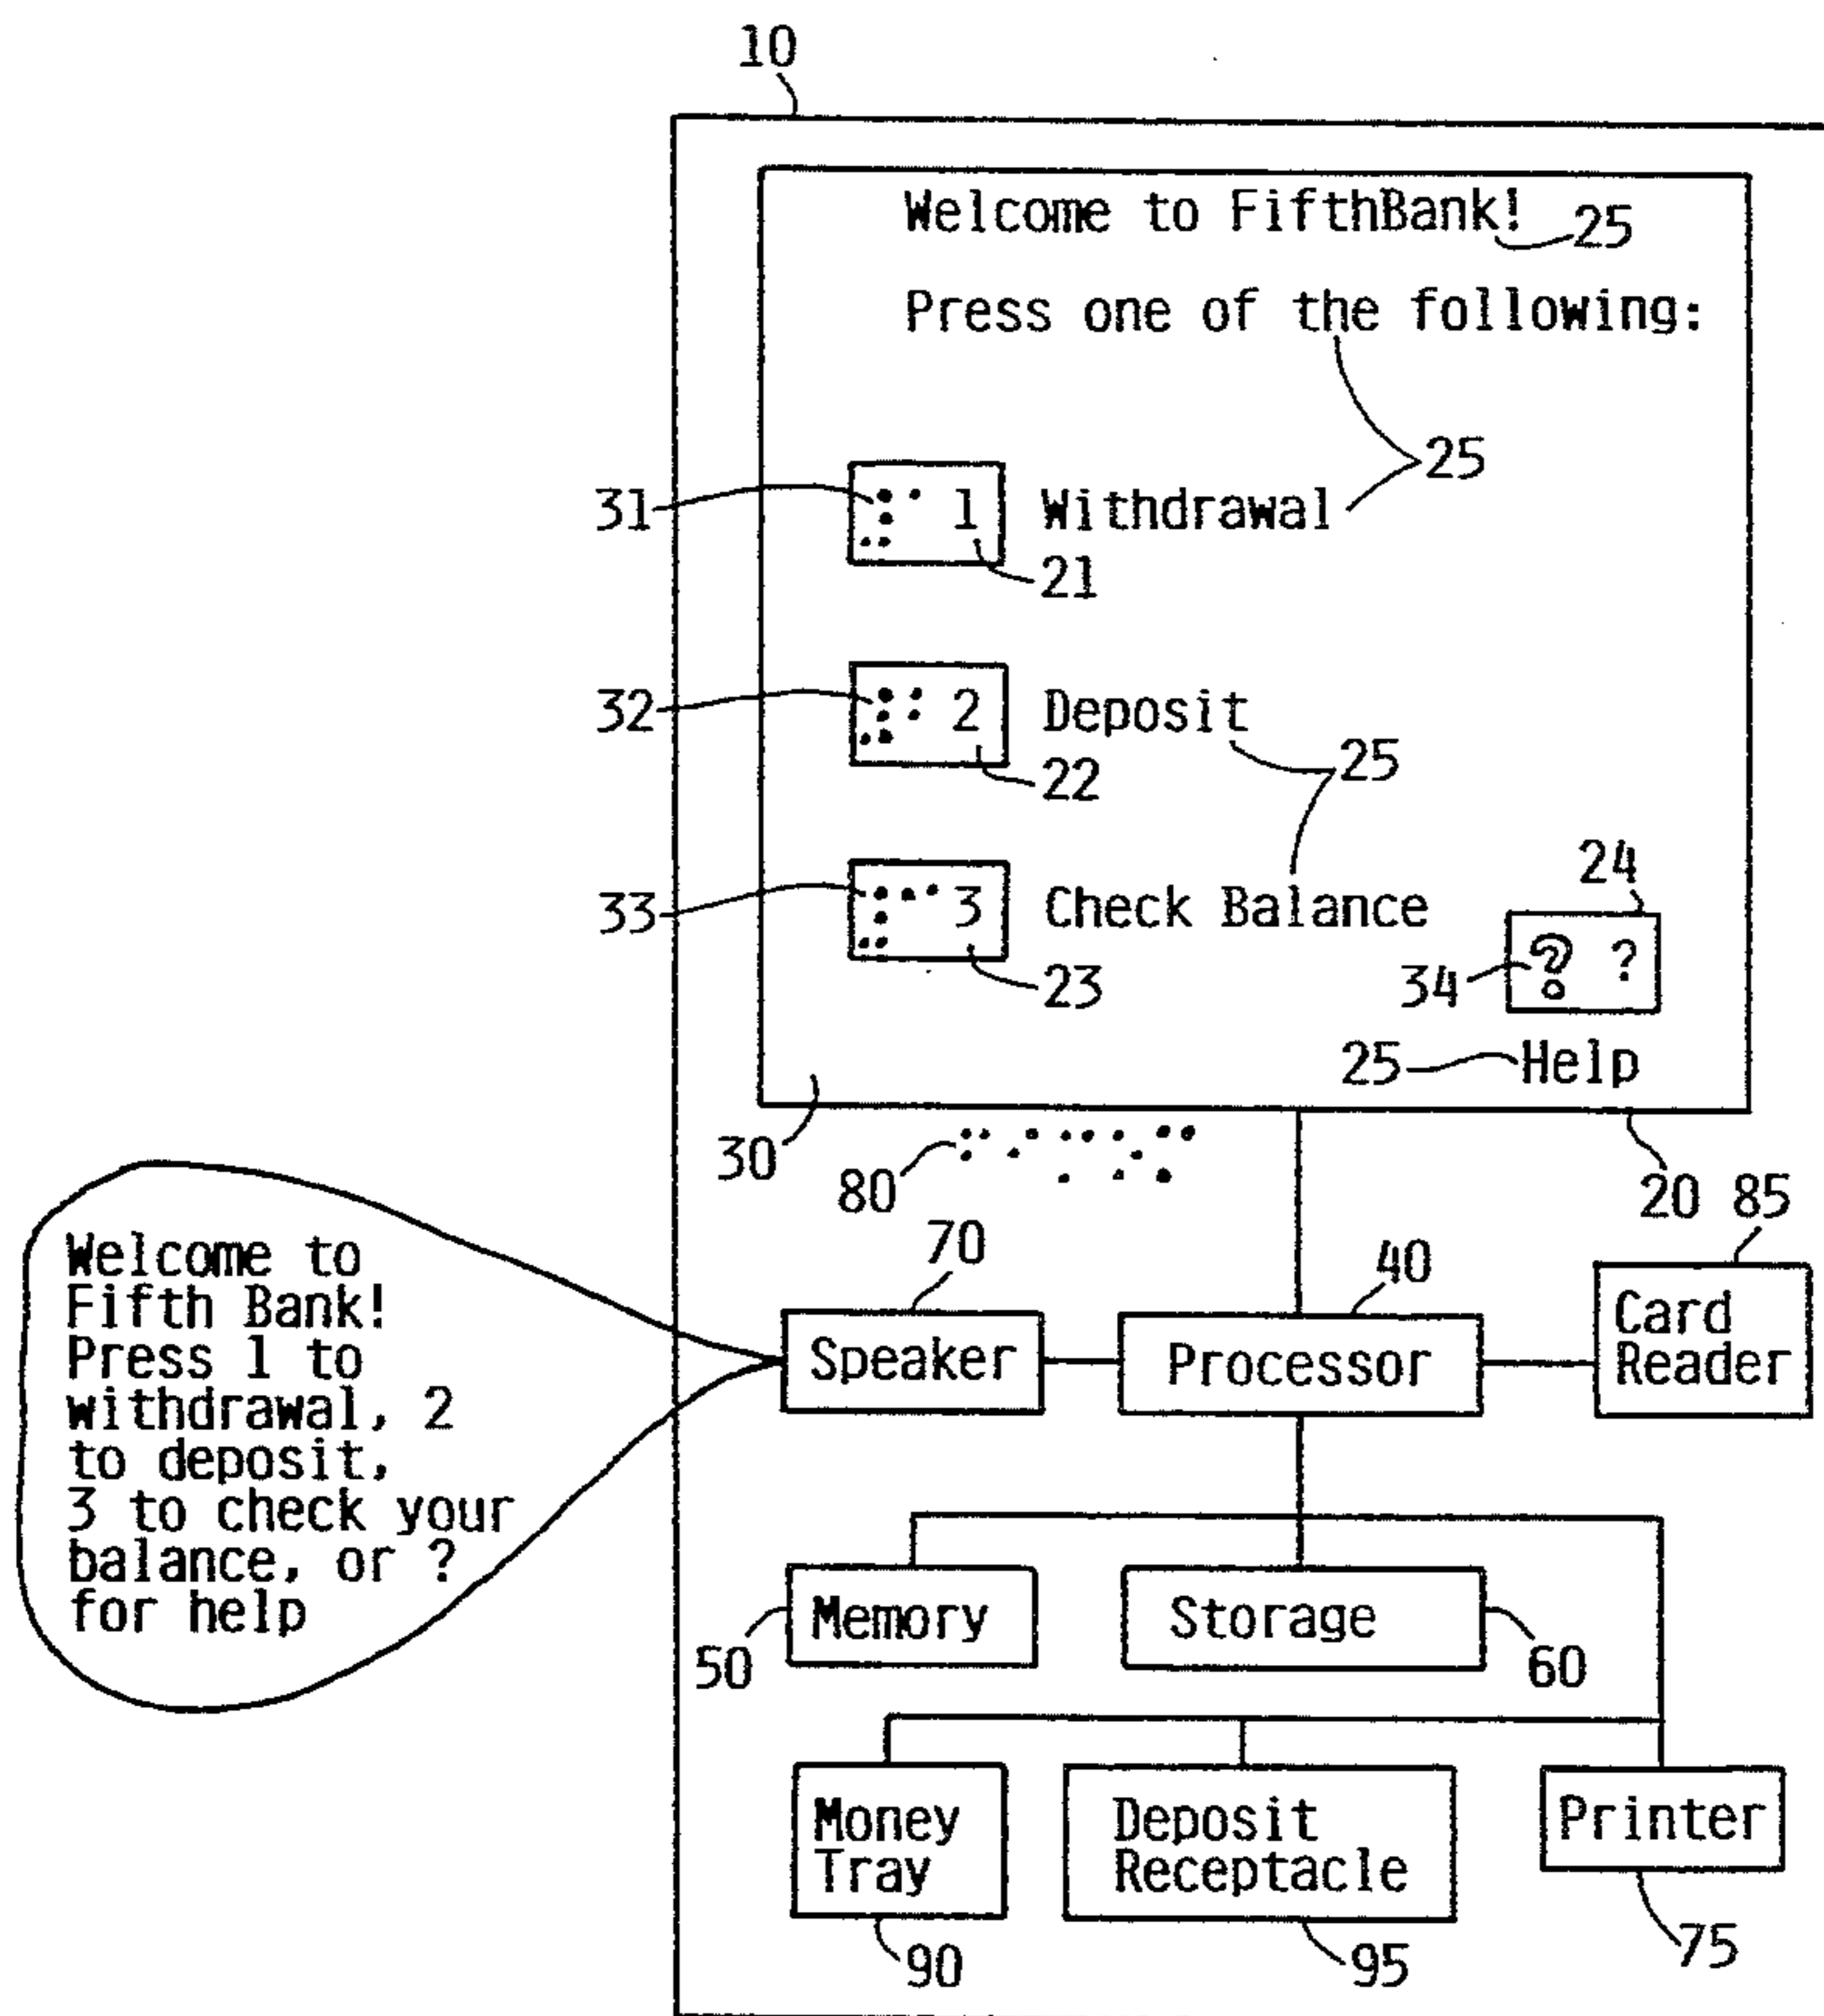 10
Welcome to FifthBank!
25
Press one of the following:
25
31
1 Withdrawal
21
32
2 Deposit
25
22
24
33
3 Check Balance
34
? ?
23
25 Help
30
80
20 85
70
40
Card
Reader
Speaker
Processor
Welcome to
Fifth Bank!
Press 1 to
withdrawal, 2
to deposit,
3 to check your
balance, or ?
for help
Memory
Storage
50
60
Money
Tray
Deposit
Receptacle
Printer
90
95
75